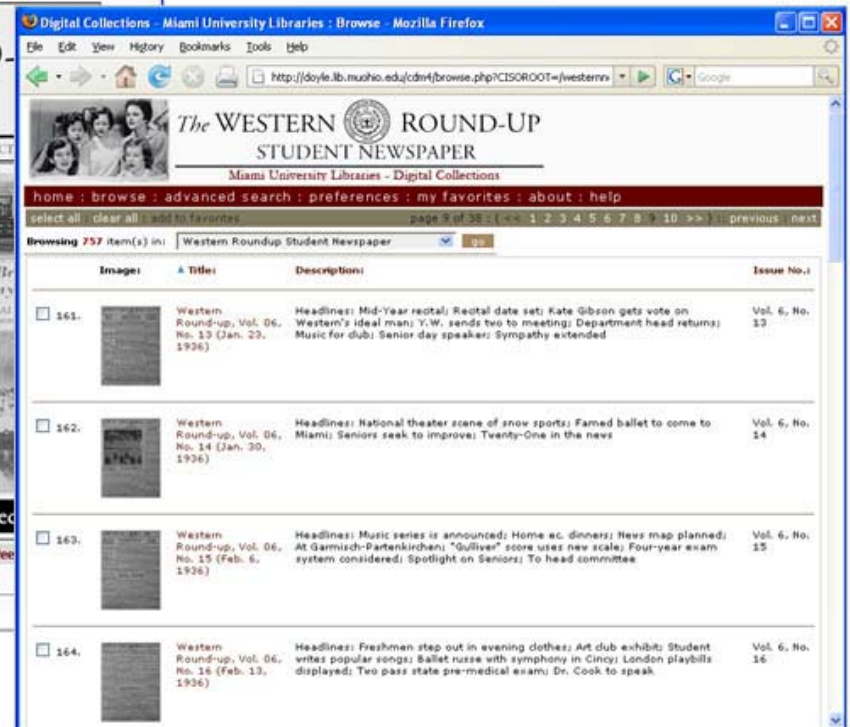 Digital Collections - Miami University Libraries : Browse - Mozilla Firefox
File Edit View History Bookmarks Tools Help
http://doyle.lib.muohio.edu/cdm4/browse.php?CISOROOT=/westernn
Google
The WESTERN ROUND-UP
STUDENT NEWSPAPER
Miami University Libraries - Digital Collections
home : browse : advanced search : preferences : my favorites : about : help
select all : clear all : add to favorites page 9 of 38 : ( << 1 2 3 4 5 6 7 8 9 10 >> ) :: previous : next
Browsing 757 item(s) in: Western Roundup Student Newspaper go
Image: Title: Description: Issue No.:
161. Western Headlines: Mid-Year recital; Recital date set; Kate Gibson gets vote on Vol. 6, No.
Round-up, Vol. 06, Western's ideal man; Y.W. sends two to meeting; Department head returns; 13
No. 13 (Jan. 23, Music for club; Senior day speaker; Sympathy extended
1936)
162. Western Headlines: National theater scene of snow sports; Famed ballet to come to Vol. 6, No.
Round-up, Vol. 06, Miami; Seniors seek to improve; Twenty-One in the news 14
No. 14 (Jan. 30,
1936)
163. Western Headlines: Music series is announced; Home ec. dinners; News map planned; Vol. 6, No.
Round-up, Vol. 06, At Garmisch-Partenkirchen; "Gulliver" score uses new scale; Four-year exam 15
No. 15 (Feb. 6, system considered; Spotlight on Seniors; To head committee
1936)
164. Western Headlines: Freshmen step out in evening clothes; Art club exhibit; Student Vol. 6, No.
Round-up, Vol. 06, writes popular songs; Ballet russe with symphony in Cincy; London playbills 16
No. 16 (Feb. 13, displayed; Two pass state pre-medical exam; Dr. Cook to speak
1936)